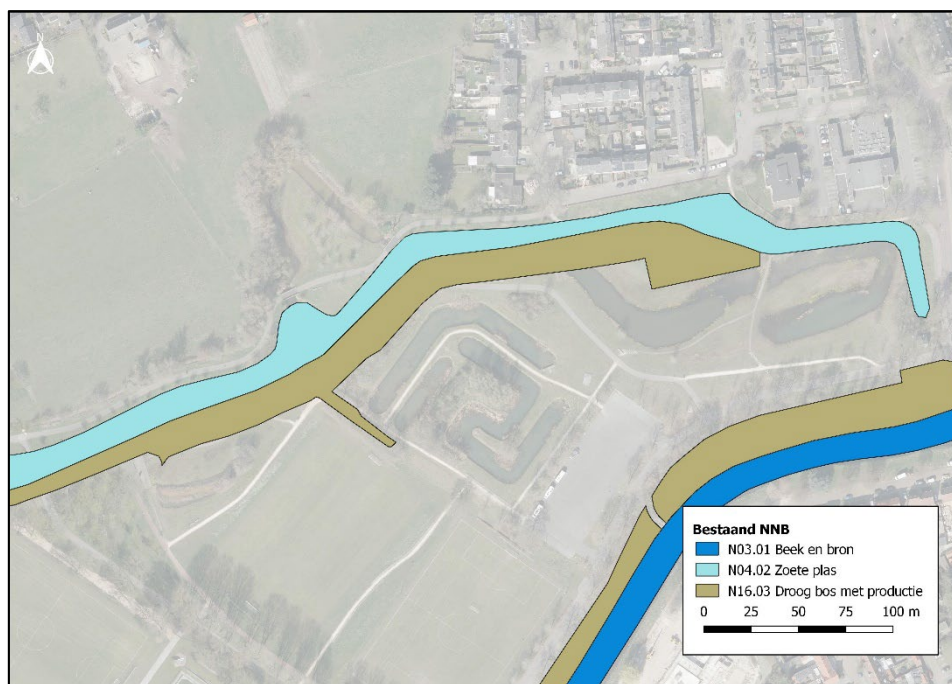 Bestaand NNB
N03.01 Beek en bron
N04.02 Zoete plas
N16.03 Droog bos met productie
0 25 50 75 100 m